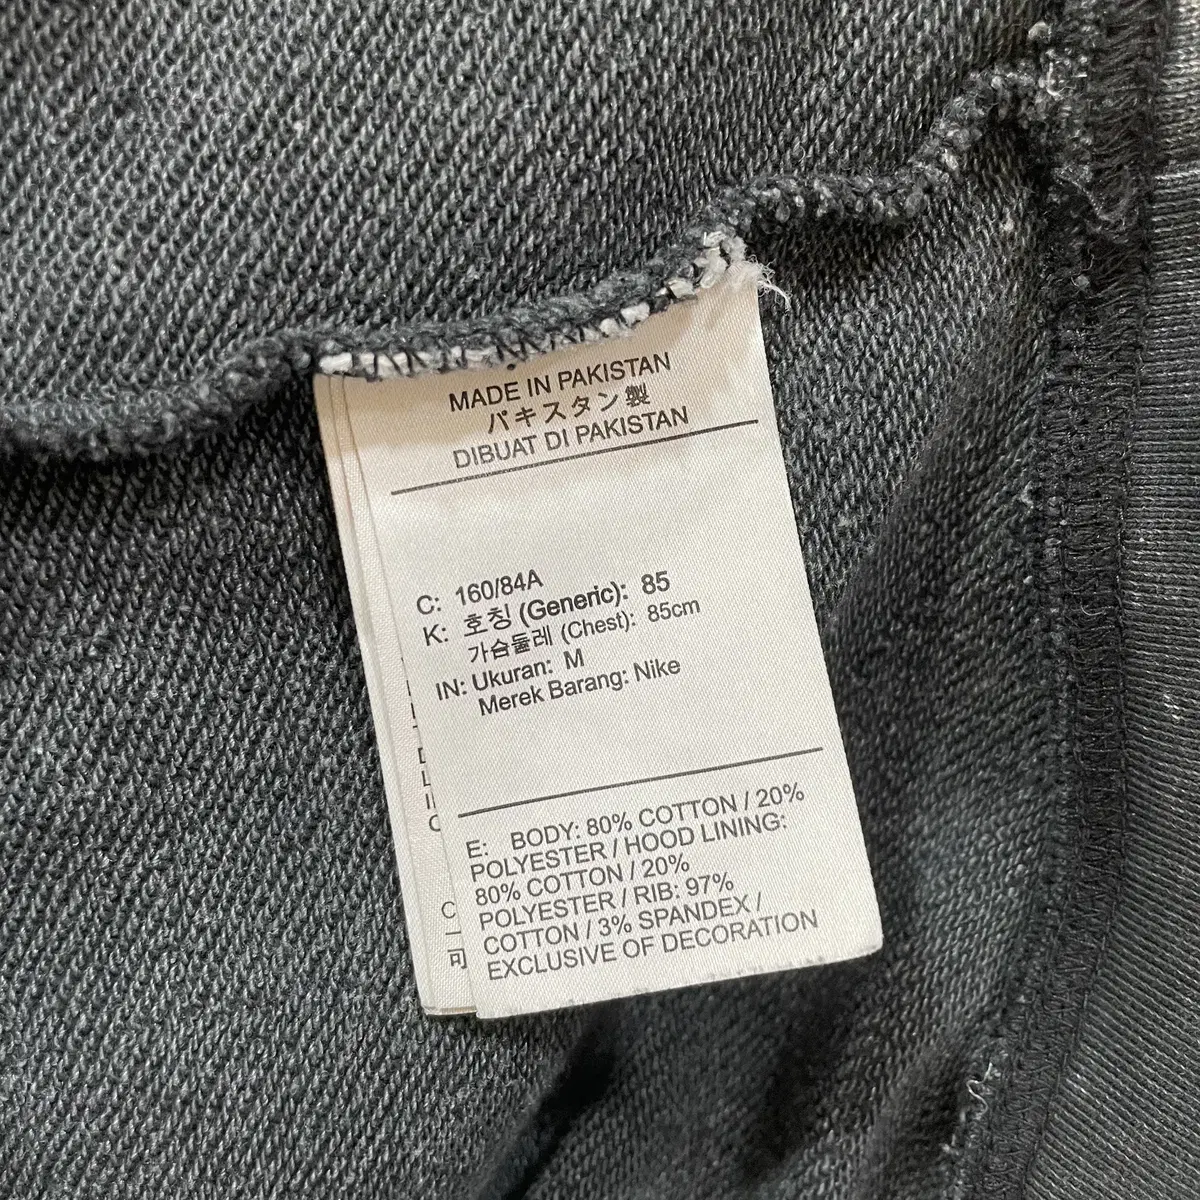 MADE IN PAKISTAN
パキスタン製
DIBUAT DI PAKISTAN
C: 160/84A
K: 호칭 (Generic): 85
가슴둘레 (Chest): 85cm
IN: Ukuran: M
Merek Barang: Nike
E: BODY: 80% COTTON / 20%
POLYESTER / HOOD LINING:
80% COTTON / 20%
POLYESTER / RIB: 97%
COTTON / 3% SPANDEX /
EXCLUSIVE OF DECORATION
可